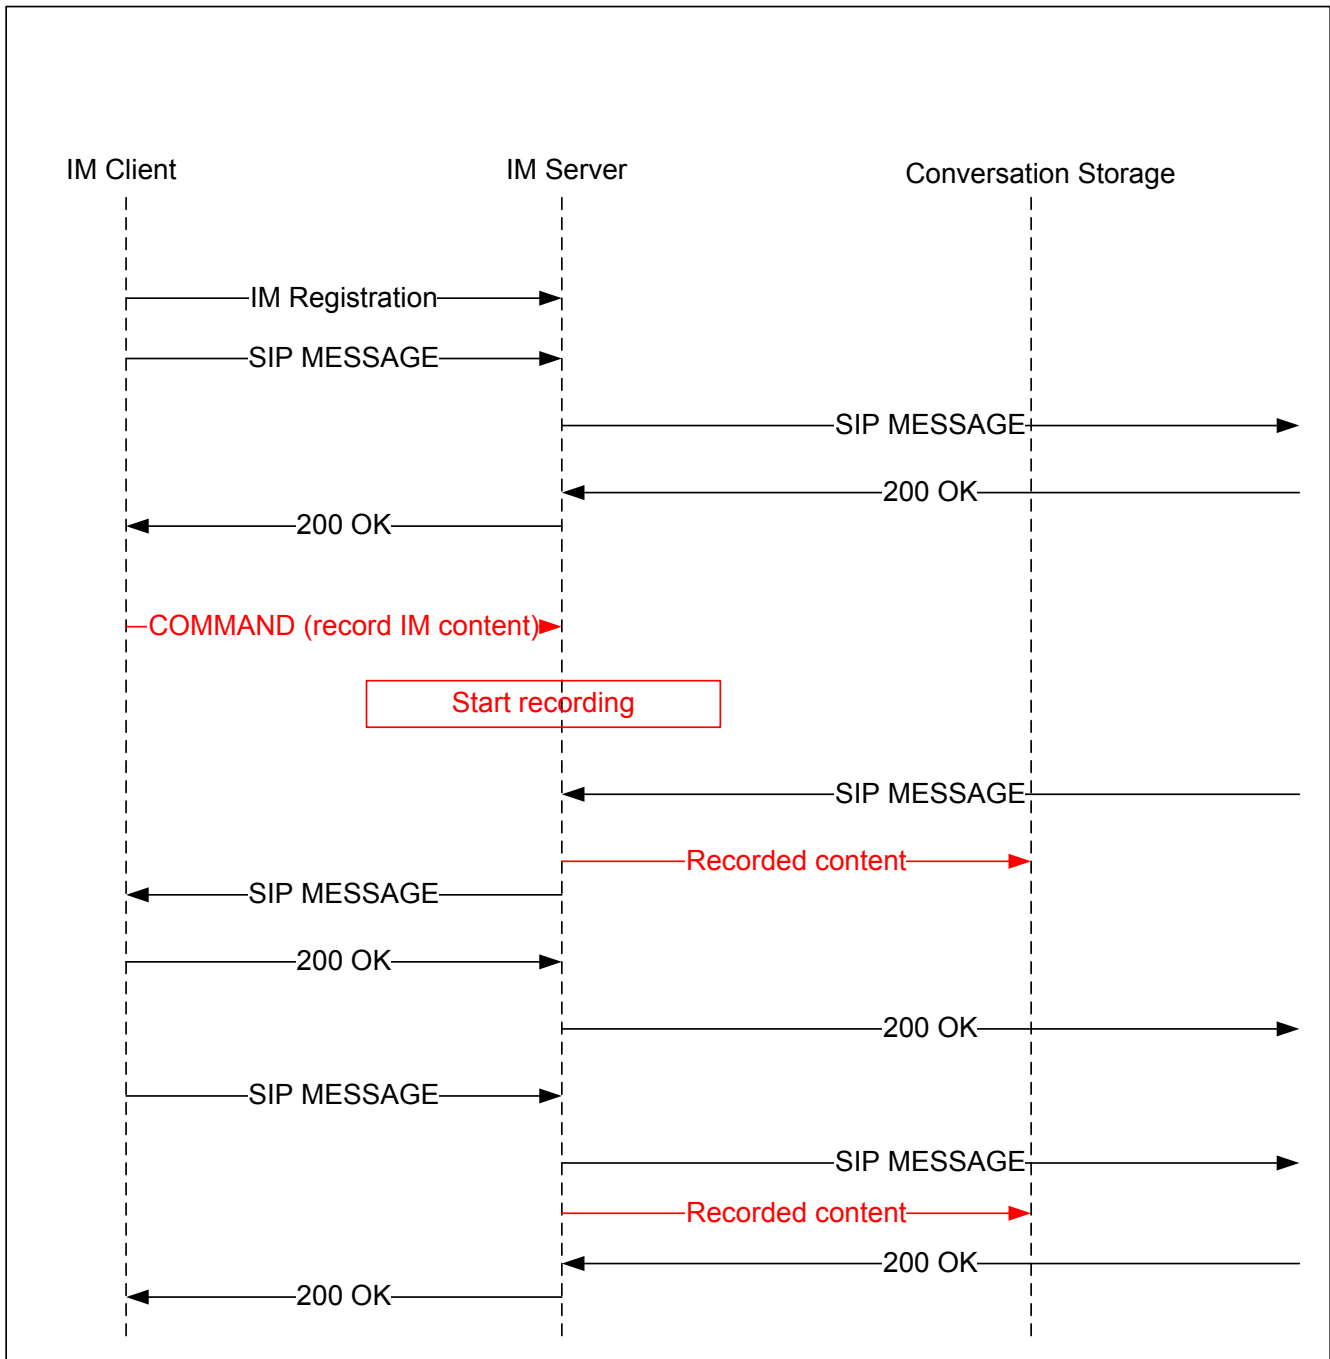 IM Client
IM Server
Conversation Storage
IM Registration
SIP MESSAGE
SIP MESSAGE
200 OK
200 OK
COMMAND (record IM content)
Start recording
SIP MESSAGE
Recorded content
SIP MESSAGE
200 OK
200 OK
SIP MESSAGE
SIP MESSAGE
Recorded content
200 OK
200 OK